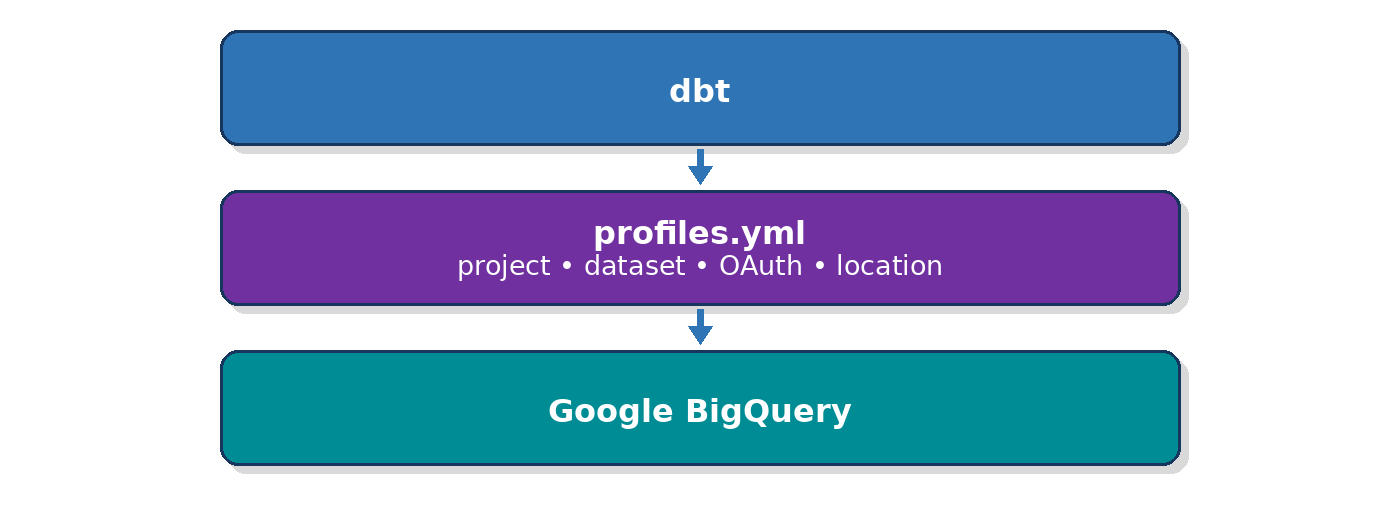 dbt
profiles.yml
project • dataset • OAuth • location
Google BigQuery